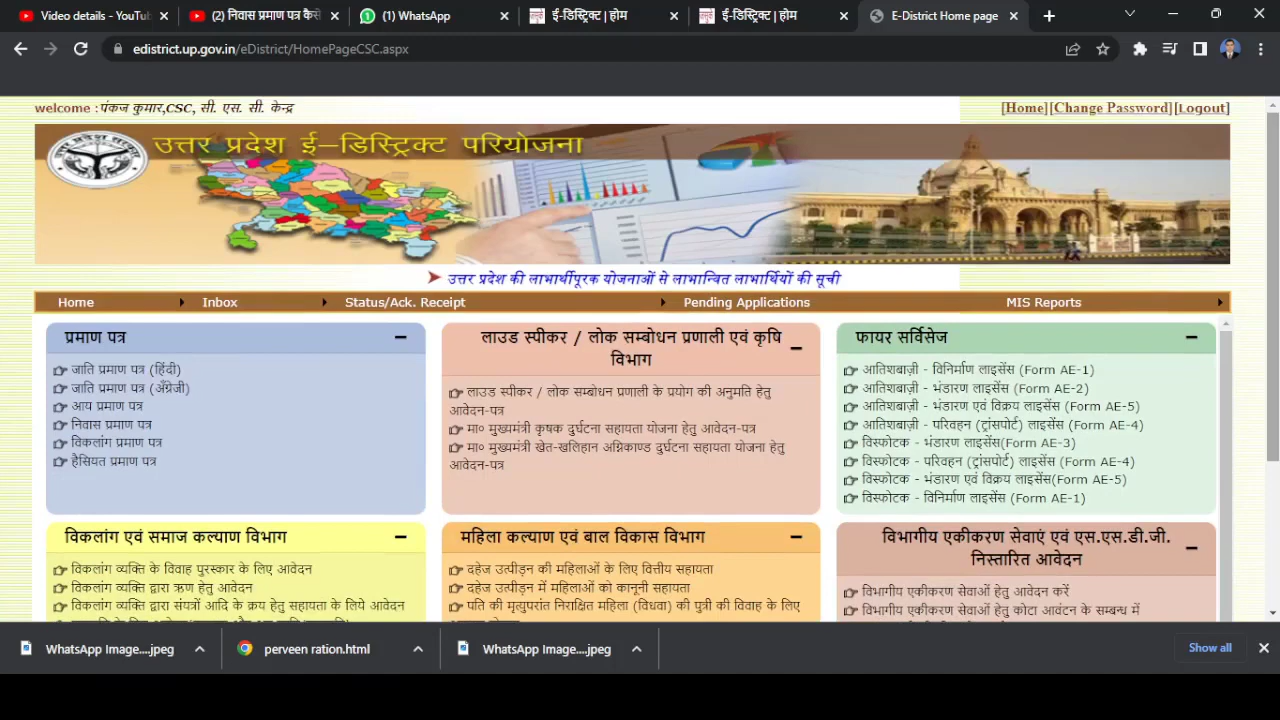 Video details - YouTub
(2) निवास प्रमाण पत्र कैसे
(1) WhatsApp
ई-डिस्ट्रिक्ट | होम
ई-डिस्ट्रिक्ट | होम
E-District Home page
edistrict.up.gov.in/eDistrict/HomePageCSC.aspx
welcome :पंकज कुमार,CSC, सी. एस. सी. केन्द्र
[Home][Change Password][Logout]
उत्तर प्रदेश ई-डिस्ट्रिक्ट परियोजना
उत्तर प्रदेश की लाभार्थीपूरक योजनाओं से लाभान्वित लाभार्थियों की सूची
Home Inbox Status/Ack. Receipt Pending Applications MIS Reports
प्रमाण पत्र
जाति प्रमाण पत्र (हिंदी)
जाति प्रमाण पत्र (अँग्रेजी)
आय प्रमाण पत्र
निवास प्रमाण पत्र
विकलांग प्रमाण पत्र
हैसियत प्रमाण पत्र
लाउड स्पीकर / लोक सम्बोधन प्रणाली एवं कृषि
विभाग
लाउड स्पीकर / लोक सम्बोधन प्रणाली के प्रयोग की अनुमति हेतु
आवेदन-पत्र
मा० मुख्यमंत्री कृषक दुर्घटना सहायता योजना हेतु आवेदन-पत्र
मा० मुख्यमंत्री खेत-खलिहान अग्निकाण्ड दुर्घटना सहायता योजना हेतु
आवेदन-पत्र
फायर सर्विसेज
आतिशबाज़ी - विनिर्माण लाइसेंस (Form AE-1)
आतिशबाज़ी - भंडारण लाइसेंस (Form AE-2)
आतिशबाज़ी - भंडारण एवं विक्रय लाइसेंस (Form AE-5)
आतिशबाज़ी - परिवहन (ट्रांसपोर्ट) लाइसेंस (Form AE-4)
विस्फोटक - भंडारण लाइसेंस(Form AE-3)
विस्फोटक - परिवहन (ट्रांसपोर्ट) लाइसेंस (Form AE-4)
विस्फोटक - भंडारण एवं विक्रय लाइसेंस(Form AE-5)
विस्फोटक - विनिर्माण लाइसेंस (Form AE-1)
विकलांग एवं समाज कल्याण विभाग
विकलांग व्यक्ति के विवाह पुरस्कार के लिए आवेदन
विकलांग व्यक्ति द्वारा ऋण हेतु आवेदन
विकलांग व्यक्ति द्वारा संयत्रों आदि के क्रय हेतु सहायता के लिये आवेदन
महिला कल्याण एवं बाल विकास विभाग
दहेज उत्पीड़न की महिलाओं के लिए वित्तीय सहायता
दहेज उत्पीड़न में महिलाओं को कानूनी सहायता
पति की मृत्युपरांत निराश्रित महिला (विधवा) की पुत्री की विवाह के लिए
विभागीय एकीकरण सेवाएं एवं एस.एस.डी.जी.
निस्तारित आवेदन
विभागीय एकीकरण सेवाओं हेतु आवेदन करें
विभागीय एकीकरण सेवाओं हेतु कोटा आवंटन के सम्बन्ध में
WhatsApp Image....jpeg
perveen ration.html
WhatsApp Image....jpeg
Show all